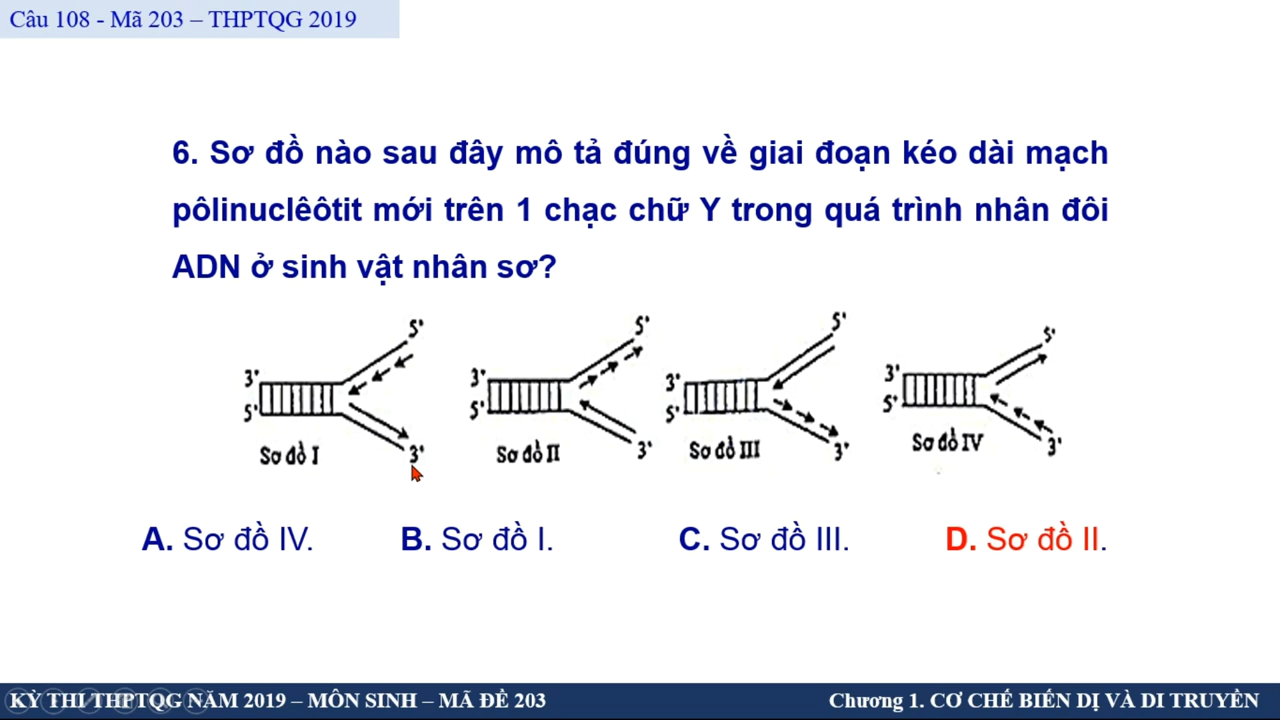 Câu 108 - Mã 203 – THPTQG 2019
6. Sơ đồ nào sau đây mô tả đúng về giai đoạn kéo dài mạch
pôlinuclêôtit mới trên 1 chạc chữ Y trong quá trình nhân đôi
ADN ở sinh vật nhân sơ?
3' 5' 5' 3' Sơ đồ I
3' 5' 5' 3' Sơ đồ II
3' 5' 5' 3' Sơ đồ III
3' 5' 5' 3' Sơ đồ IV
A. Sơ đồ IV. B. Sơ đồ I. C. Sơ đồ III. D. Sơ đồ II.
KỲ THI THPTQG NĂM 2019 – MÔN SINH – MÃ ĐỀ 203 Chương 1. CƠ CHẾ BIẾN DỊ VÀ DI TRUYỀN